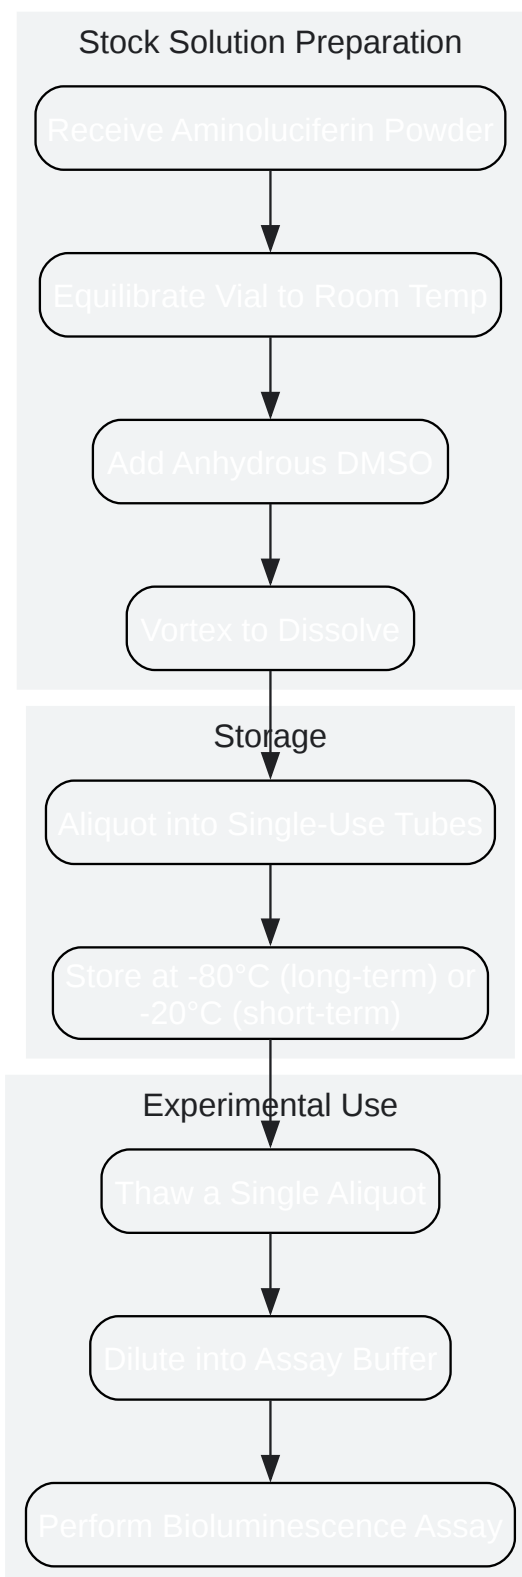 Stock Solution Preparation
Receive Aminoluciferin Powder
Equilibrate Vial to Room Temp
Add Anhydrous DMSO
Vortex to Dissolve
Storage
Aliquot into Single-Use Tubes
Store at -80°C (long-term) or
-20°C (short-term)
Experimental Use
Thaw a Single Aliquot
Dilute into Assay Buffer
Perform Bioluminescence Assay